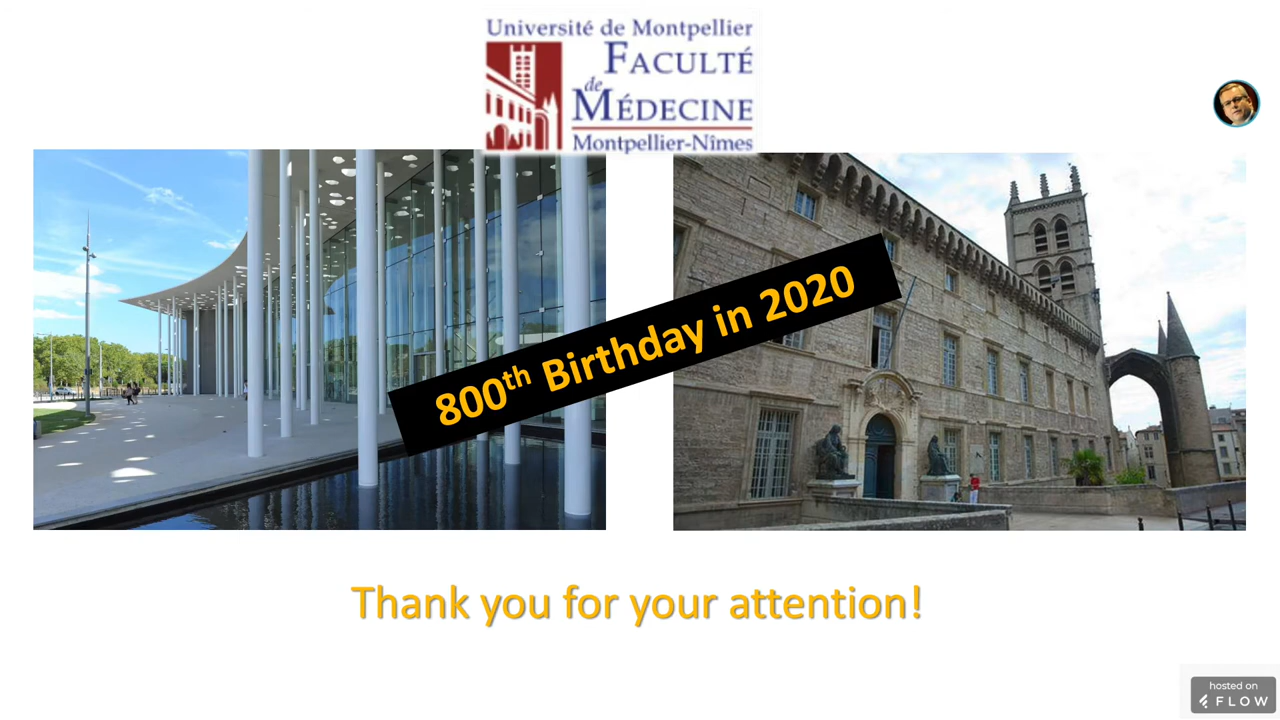 Université de Montpellier
FACULTÉ
de
MÉDECINE
Montpellier-Nîmes
800th Birthday in 2020
Thank you for your attention!
hosted on
FLOW